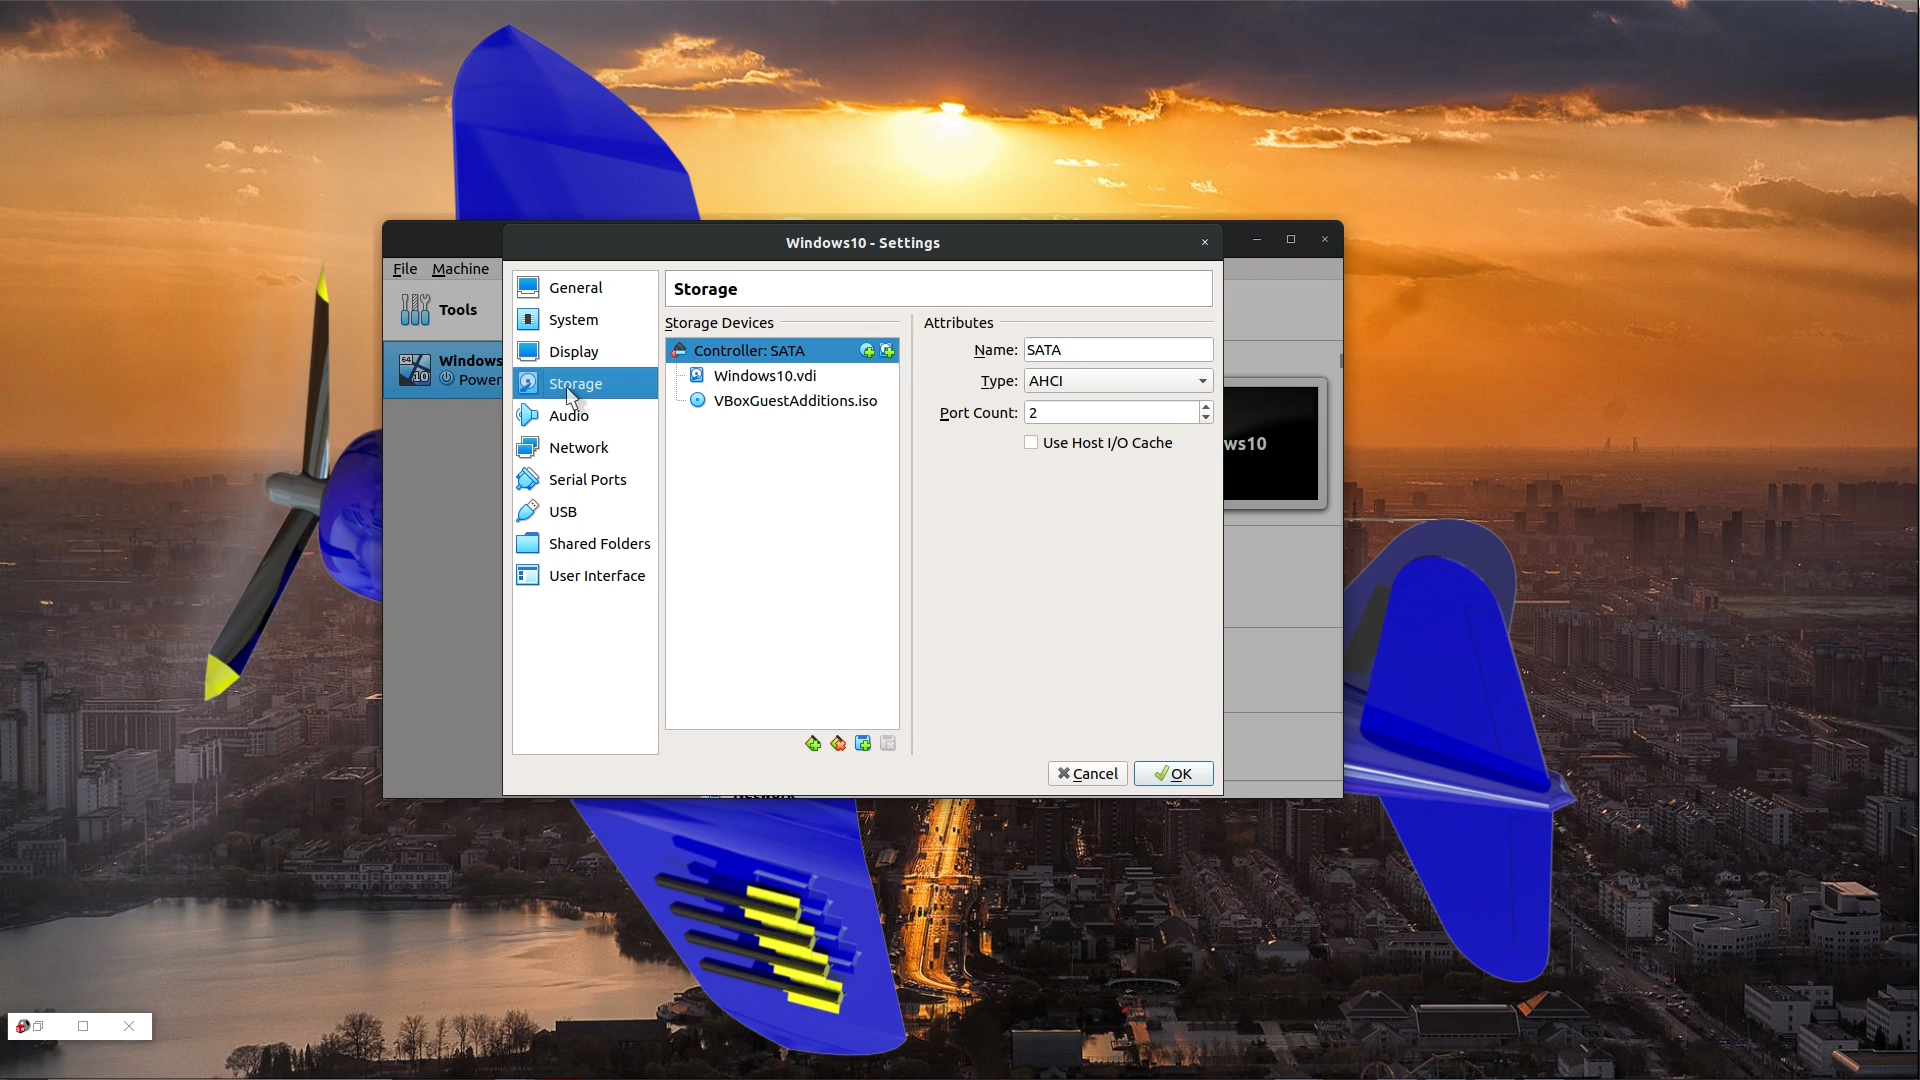 Windows10 - Settings
File Machine
Tools
Windows
Power
64
10
General
System
Display
Storage
Audio
Network
Serial Ports
USB
Shared Folders
User Interface
Storage
Storage Devices
Controller: SATA
Windows10.vdi
VBoxGuestAdditions.iso
Attributes
Name: SATA
Type: AHCI
Port Count: 2
Use Host I/O Cache
ws10
Cancel
OK